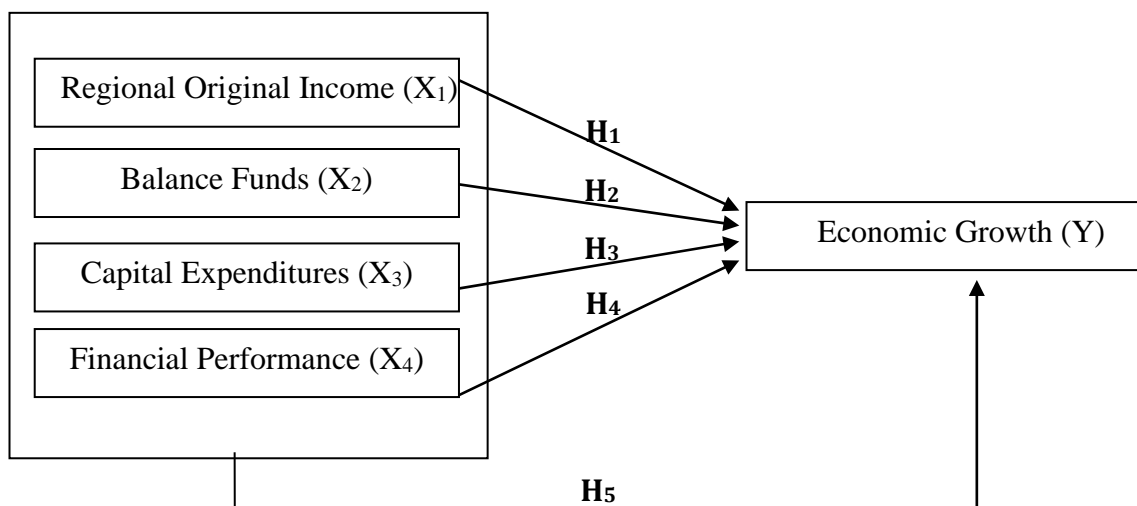 Regional Original Income (X₁)
H₁
Balance Funds (X₂)
H₂
Economic Growth (Y)
Capital Expenditures (X₃)
H₃
H₄
Financial Performance (X₄)
H₅